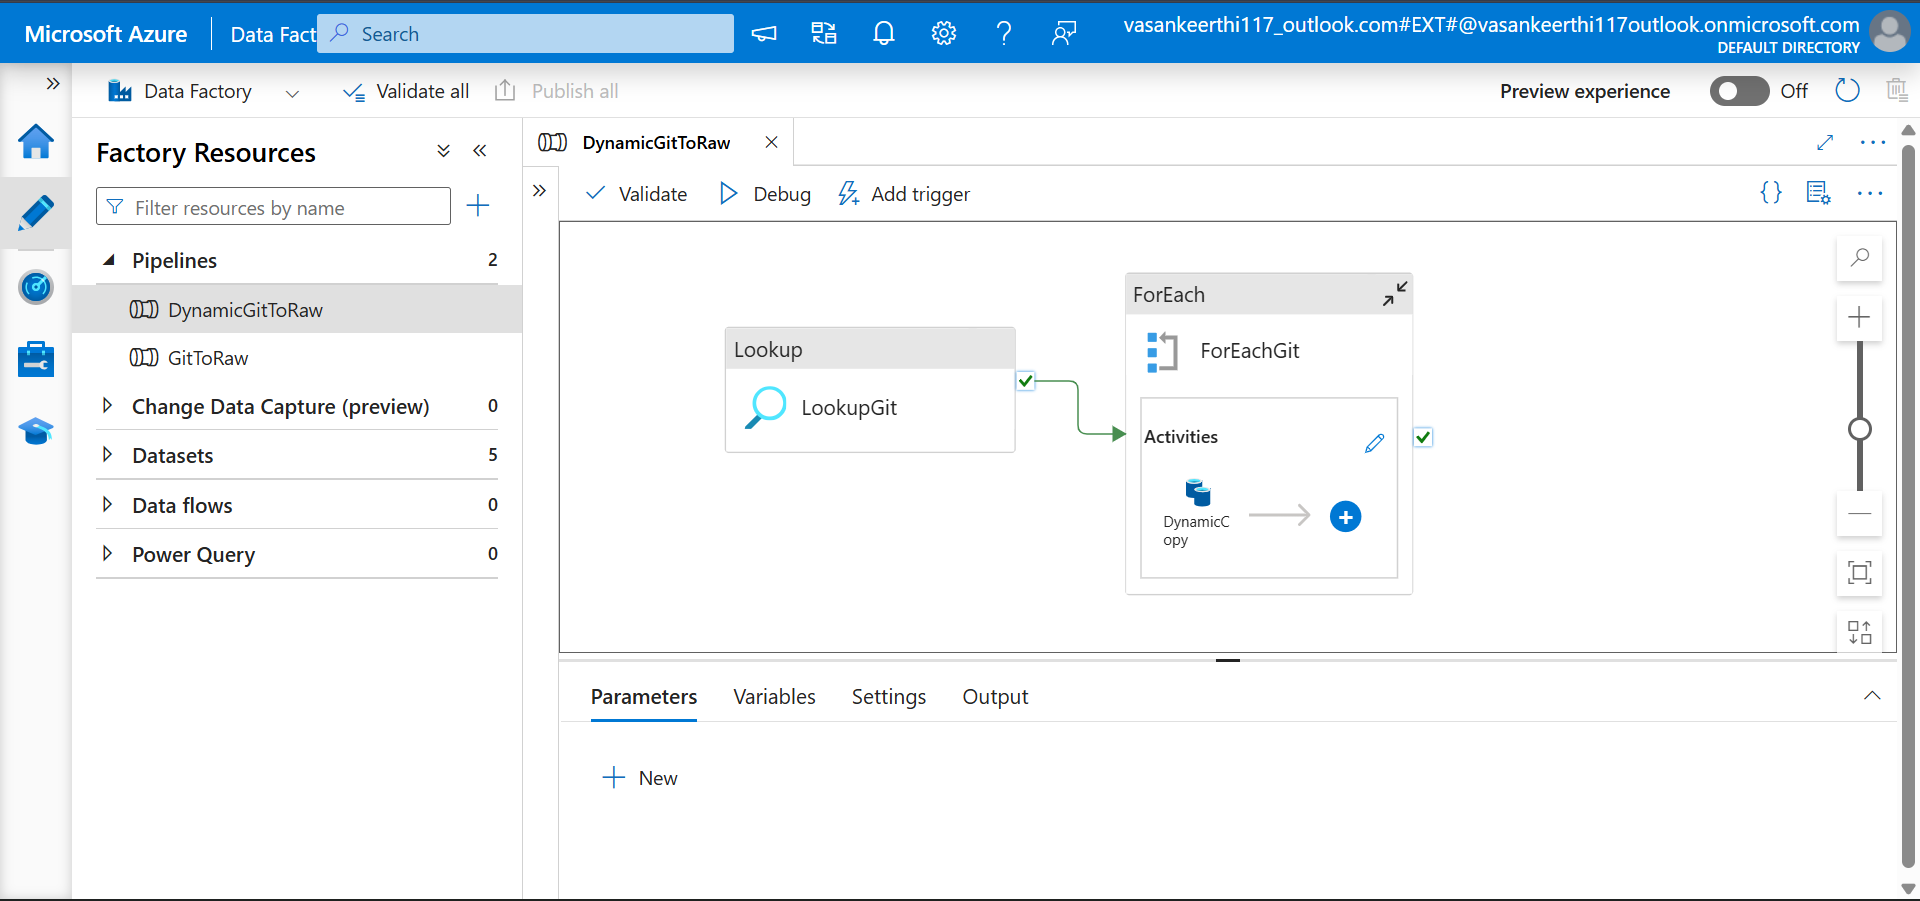 Microsoft Azure
Data Fact
Search
vasankeerthi117_outlook.com#EXT#@vasankeerthi117outlook.onmicrosoft.com
DEFAULT DIRECTORY
Data Factory
Validate all
Publish all
Preview experience
Off
Factory Resources
Filter resources by name
Pipelines 2
DynamicGitToRaw
GitToRaw
Change Data Capture (preview) 0
Datasets 5
Data flows 0
Power Query 0
DynamicGitToRaw
Validate
Debug
Add trigger
Lookup
LookupGit
ForEach
ForEachGit
Activities
DynamicC
opy
Parameters
Variables
Settings
Output
New